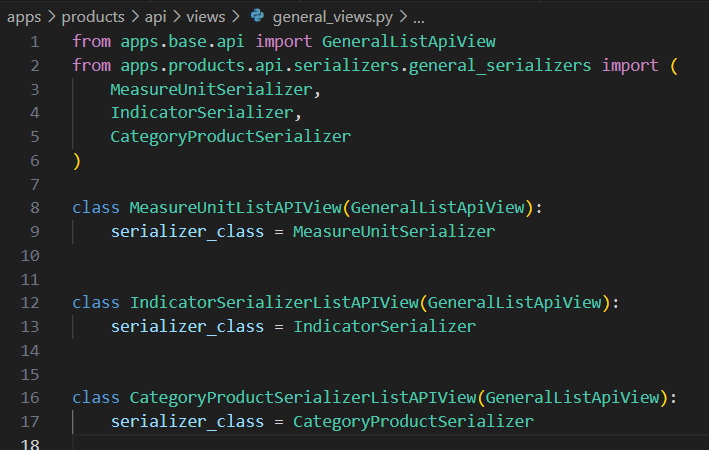 apps > products > api > views > general_views.py > ...
1 from apps.base.api import GeneralListApiView
2 from apps.products.api.serializers.general_serializers import (
3     MeasureUnitSerializer,
4     IndicatorSerializer,
5     CategoryProductSerializer
6 )
7
8 class MeasureUnitListAPIView(GeneralListApiView):
9     serializer_class = MeasureUnitSerializer
10
11
12 class IndicatorSerializerListAPIView(GeneralListApiView):
13     serializer_class = IndicatorSerializer
14
15
16 class CategoryProductSerializerListAPIView(GeneralListApiView):
17     serializer_class = CategoryProductSerializer
18